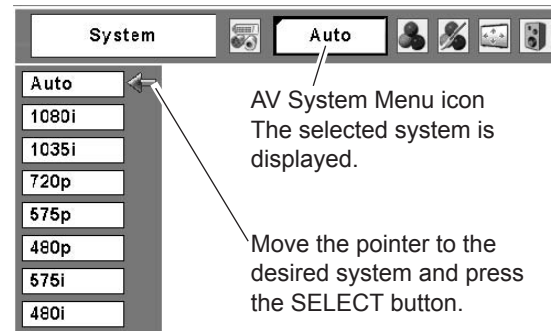 System
Auto
Auto
1080i
1035i
720p
575p
480p
575i
480i
AV System Menu icon
The selected system is
displayed.
Move the pointer to the
desired system and press
the SELECT button.